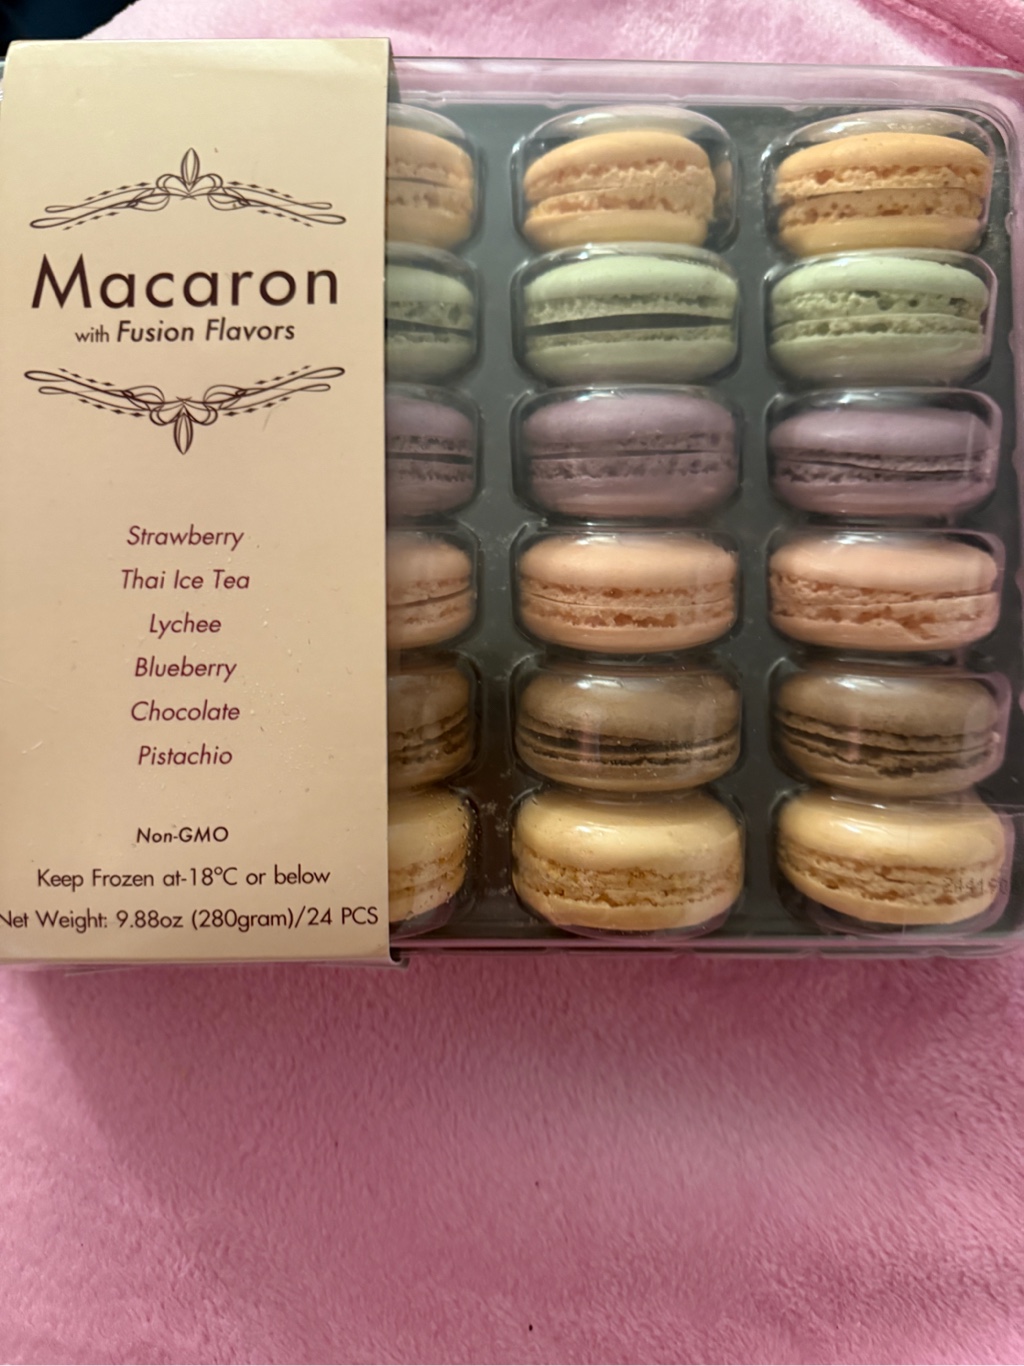 Macaron
with Fusion Flavors
Strawberry
Thai Ice Tea
Lychee
Blueberry
Chocolate
Pistachio
Non-GMO
Keep Frozen at-18°C or below
Net Weight: 9.88oz (280gram)/24 PCS